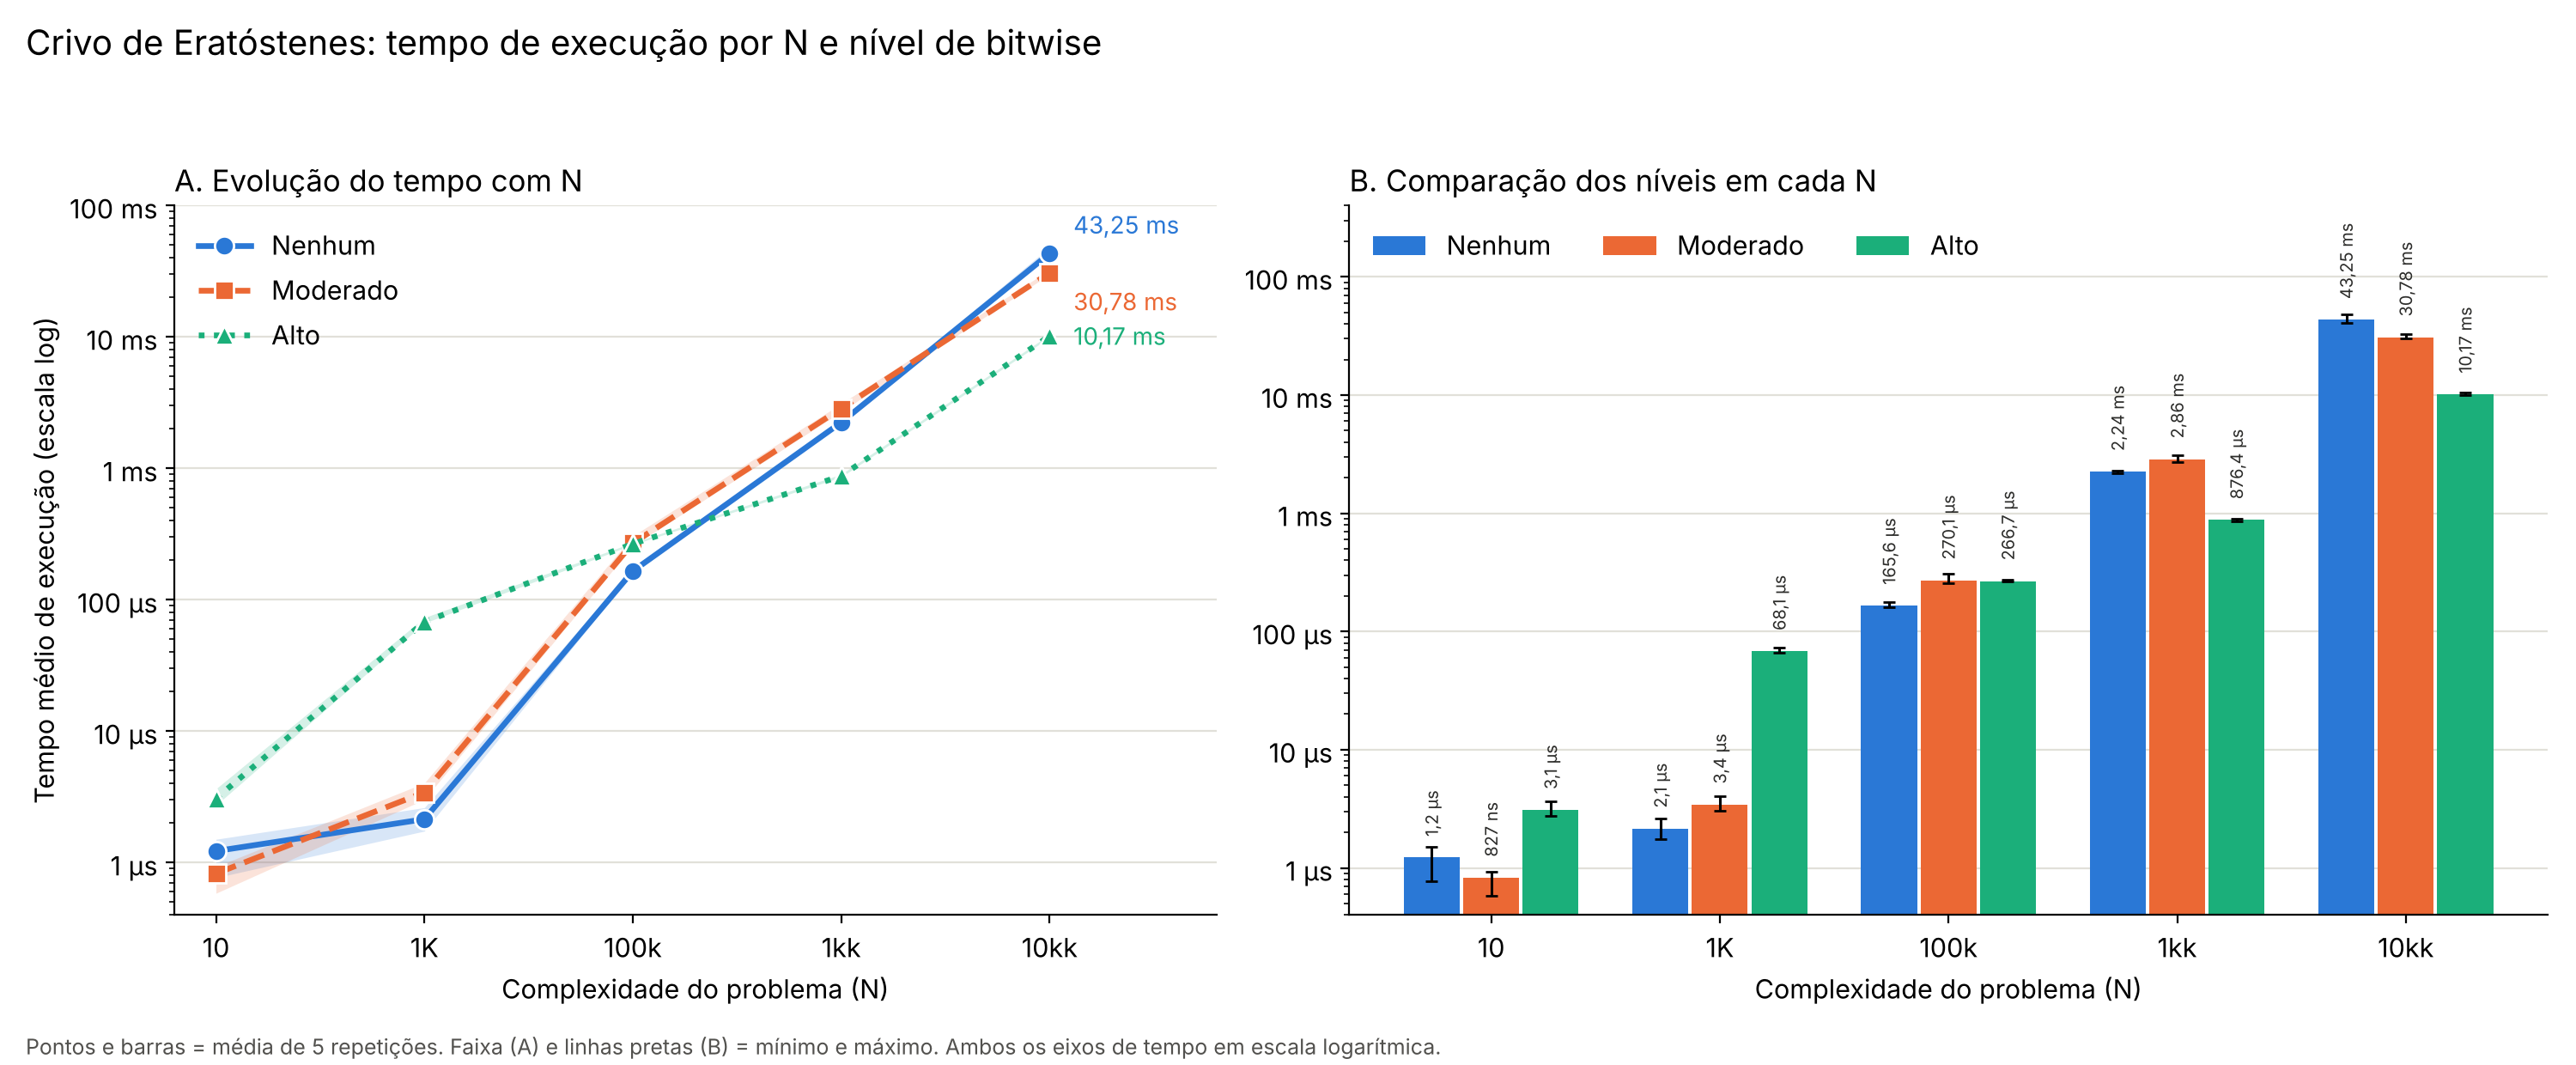 Crivo de Eratóstenes: tempo de execução por N e nível de bitwise
A. Evolução do tempo com N
Tempo médio de execução (escala log)
100 ms
10 ms
1 ms
100 µs
10 µs
1 µs
Nenhum
Moderado
Alto
43,25 ms
30,78 ms
10,17 ms
10
1K
100k
1kk
10kk
Complexidade do problema (N)
B. Comparação dos níveis em cada N
100 ms
10 ms
1 ms
100 µs
10 µs
1 µs
Nenhum
Moderado
Alto
1,2 µs
827 ns
3,1 µs
2,1 µs
3,4 µs
68,1 µs
165,6 µs
270,1 µs
266,7 µs
2,24 ms
2,86 ms
876,4 µs
43,25 ms
30,78 ms
10,17 ms
10
1K
100k
1kk
10kk
Complexidade do problema (N)
Pontos e barras = média de 5 repetições. Faixa (A) e linhas pretas (B) = mínimo e máximo. Ambos os eixos de tempo em escala logarítmica.